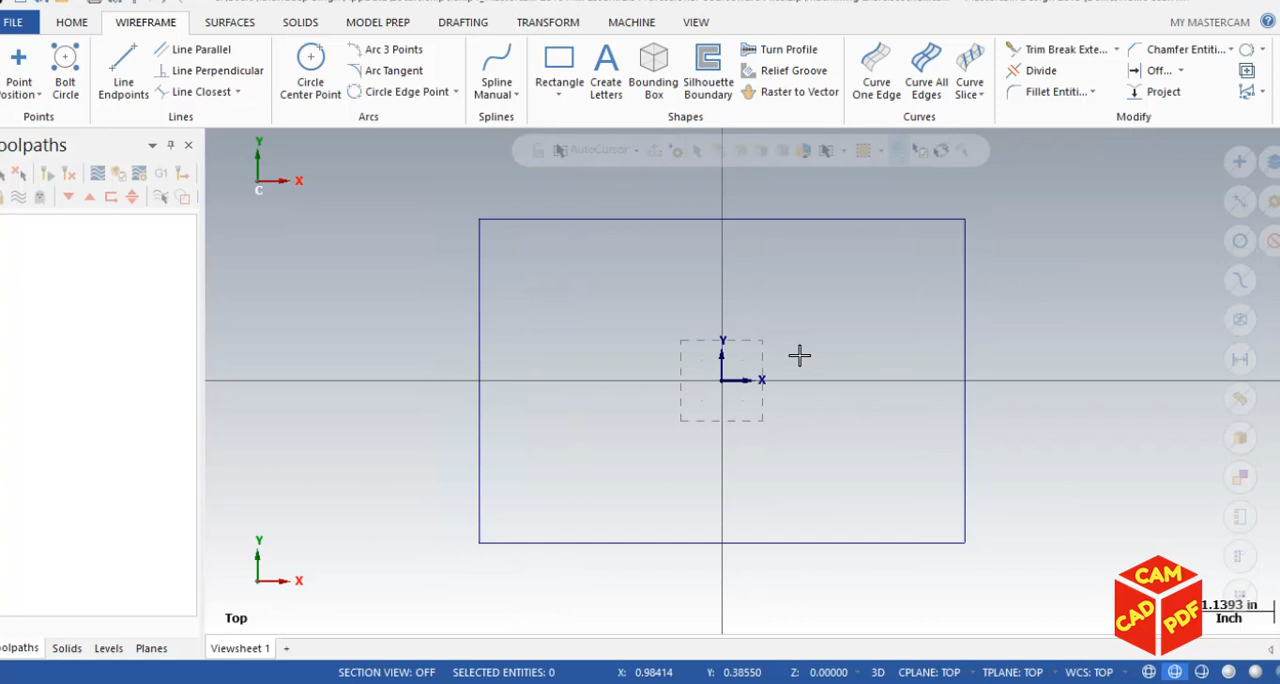 FILE HOME WIREFRAME SURFACES SOLIDS MODEL PREP DRAFTING TRANSFORM MACHINE VIEW MY MASTERCAM ?
Point Position
Bolt Circle
Points
Line Endpoints
Line Parallel
Line Perpendicular
Line Closest
Lines
Circle Center Point
Arc 3 Points
Arc Tangent
Circle Edge Point
Arcs
Spline Manual
Splines
Rectangle
Create Letters
Bounding Box
Silhouette Boundary
Turn Profile
Relief Groove
Raster to Vector
Shapes
Curve One Edge
Curve All Edges
Curve Slice
Curves
Trim Break Exte...
Divide
Fillet Entiti...
Chamfer Entiti...
Off...
Project
Modify
oolpaths
G1
AutoCursor
Y
X
C
Y
X
Y
X
Top
CAM
CAD
PDF
1.1393 in
Inch
oolpaths Solids Levels Planes Viewsheet 1 +
SECTION VIEW: OFF SELECTED ENTITIES: 0 X: 0.98414 Y: 0.38550 Z: 0.00000 3D CPLANE: TOP TPLANE: TOP WCS: TOP